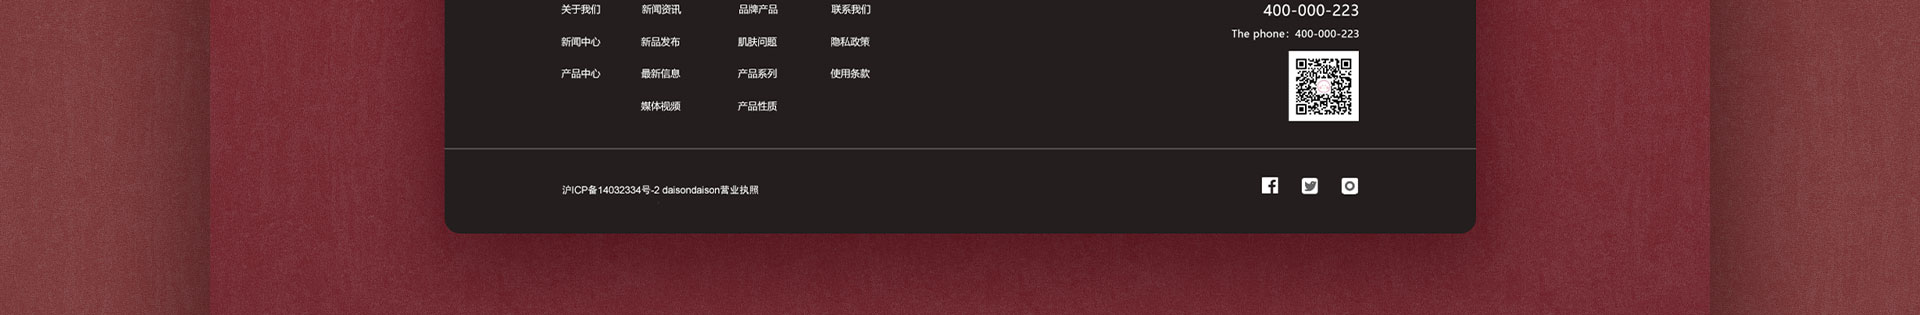 关于我们 新闻资讯 品牌产品 联系我们 400-000-223
新闻中心 新品发布 肌肤问题 隐私政策 The phone：400-000-223
产品中心 最新信息 产品系列 使用条款
媒体视频 产品性质
沪ICP备14032334号-2 daisondaison营业执照